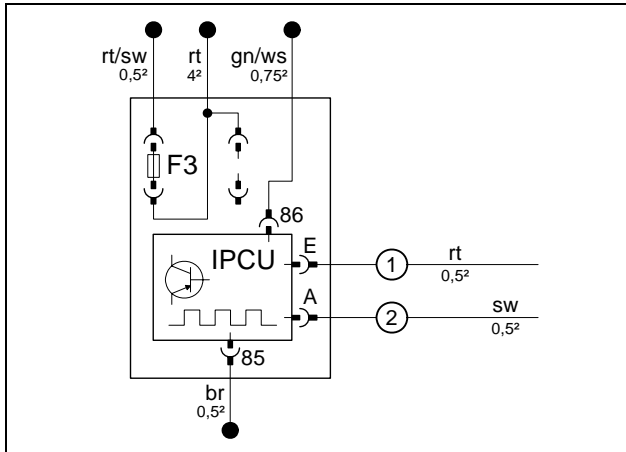 rt/sw rt gn/ws
0,5² 4² 0,75²
F3
86
IPCU E 1 rt
0,5²
A 2 sw
0,5²
85
br
0,5²